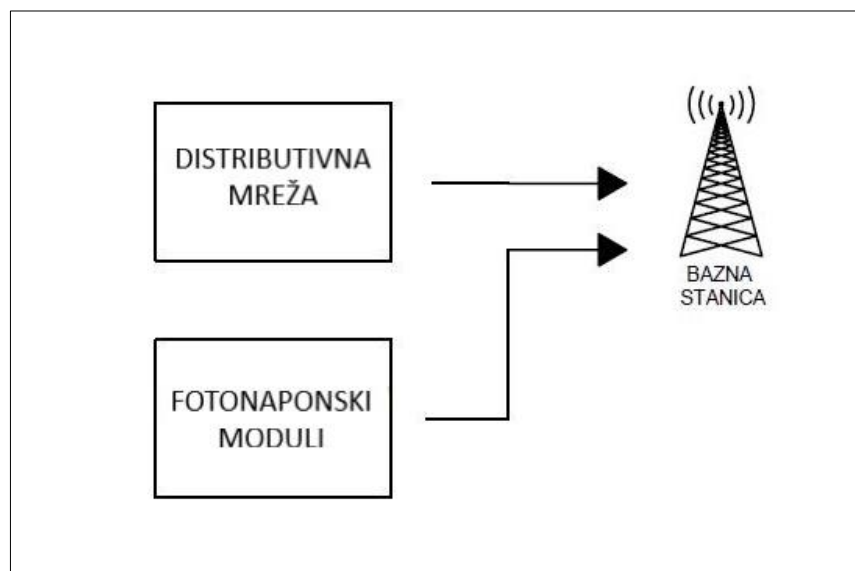 DISTRIBUTIVNA
MREŽA
BAZNA
STANICA
FOTONAPONSKI
MODULI